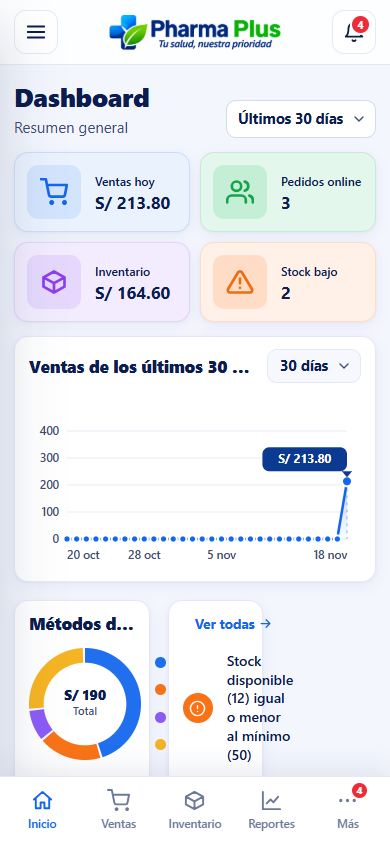 Pharma Plus
Tu salud, nuestra prioridad
4
Dashboard
Resumen general
Últimos 30 días
Ventas hoy
S/ 213.80
Pedidos online
3
Inventario
S/ 164.60
Stock bajo
2
Ventas de los últimos 30 ...
30 días
400
300
200
100
0
S/ 213.80
20 oct
28 oct
5 nov
18 nov
Métodos d...
S/ 190
Total
Ver todas →
Stock
disponible
(12) igual
o menor
al mínimo
(50)
Inicio
Ventas
Inventario
Reportes
4
Más